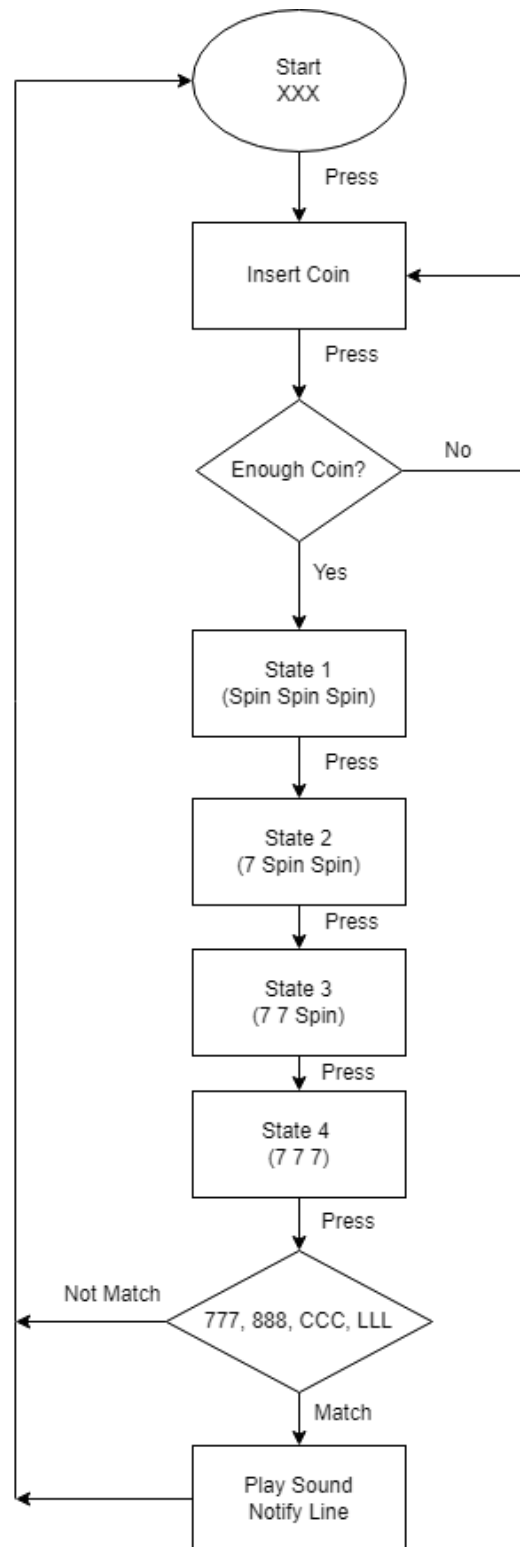 Start
XXX
Press
Insert Coin
Press
Enough Coin?
No
Yes
State 1
(Spin Spin Spin)
Press
State 2
(7 Spin Spin)
Press
State 3
(7 7 Spin)
Press
State 4
(7 7 7)
Press
Not Match
777, 888, CCC, LLL
Match
Play Sound
Notify Line